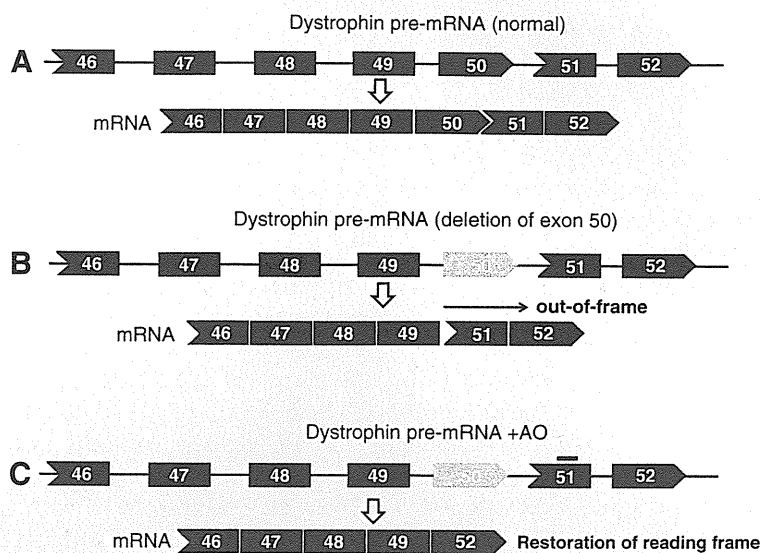 Dystrophin pre-mRNA (normal)
A 46 47 48 49 50 51 52
mRNA 46 47 48 49 50 51 52
Dystrophin pre-mRNA (deletion of exon 50)
B 46 47 48 49 51 52
out-of-frame
mRNA 46 47 48 49 51 52
Dystrophin pre-mRNA +AO
C 46 47 48 49 51 52
mRNA 46 47 48 49 52 Restoration of reading frame